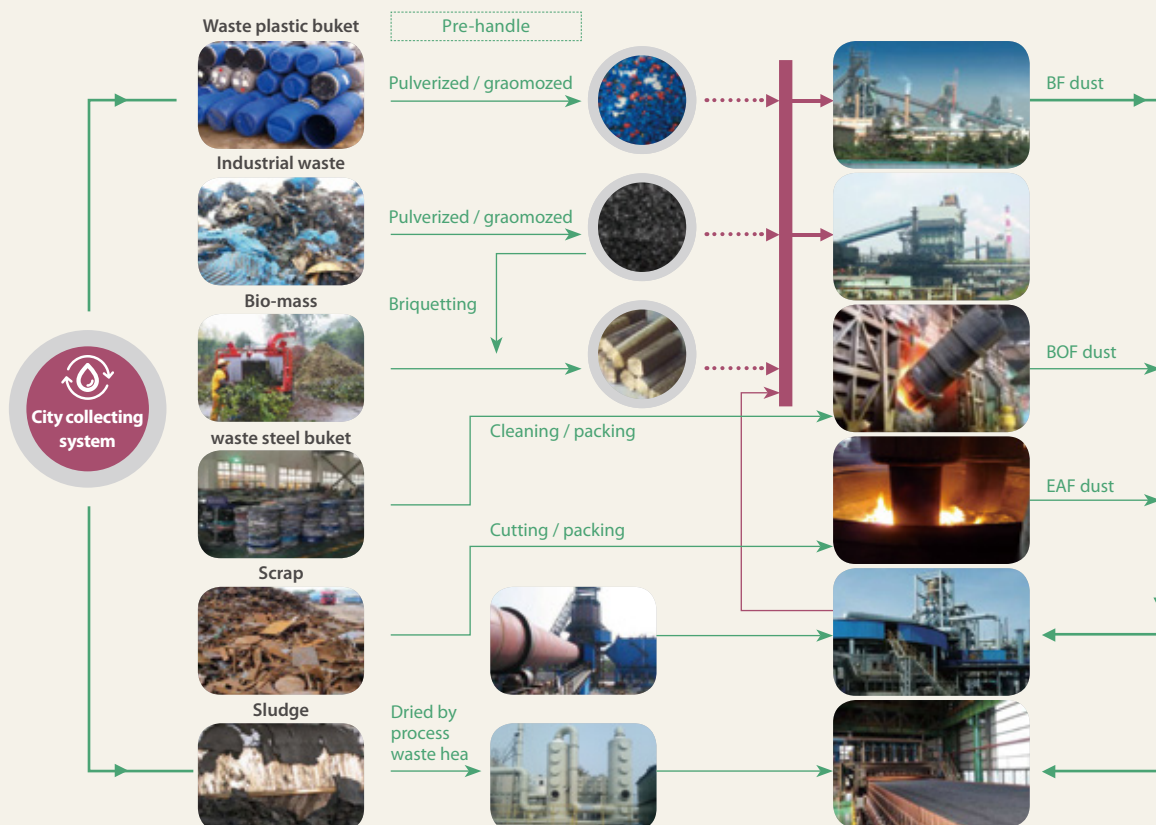 Waste plastic buket
Pre-handle
Pulverized / graomozed
BF dust
Industrial waste
Pulverized / graomozed
Bio-mass
Briquetting
BOF dust
City collecting
system
waste steel buket
Cleaning / packing
EAF dust
Cutting / packing
Scrap
Sludge
Dried by
process
waste hea